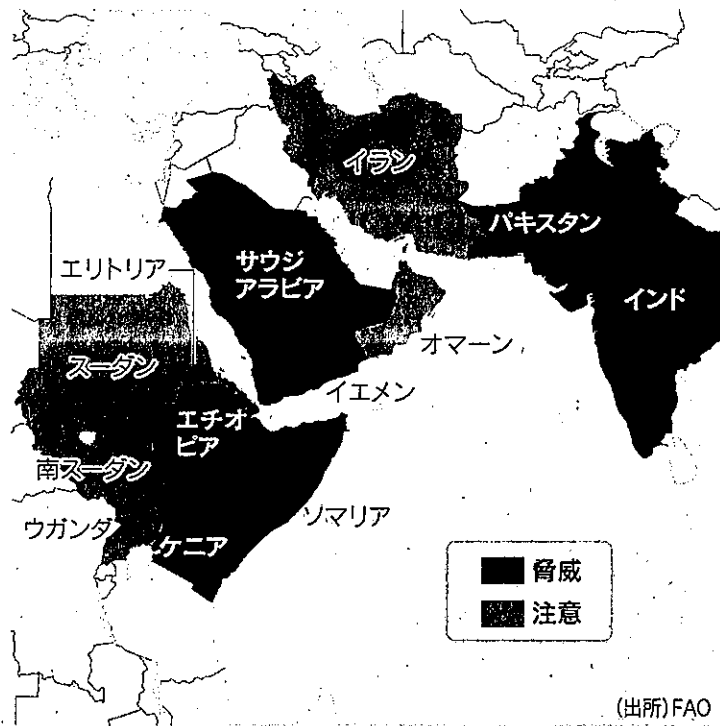 イラン
パキスタン
サウジ
アラビア
エリトリア
インド
オマーン
スーダン
イエメン
エチオ
ピア
南スーダン
ソマリア
ウガンダ
ケニア
脅威
注意
(出所)FAO